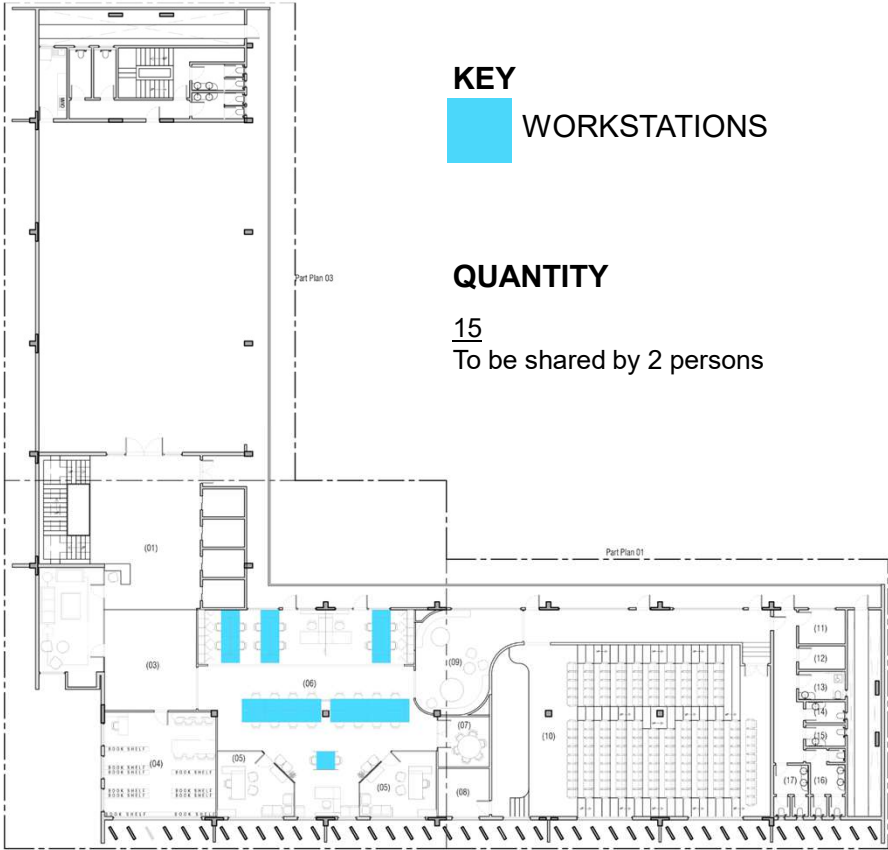 KEY
WORKSTATIONS
QUANTITY
15
To be shared by 2 persons
Part Plan 03
Part Plan 01
(01)
(03)
(06)
(09)
(10)
(11)
(12)
(13)
(14)
(15)
(16)
(17)
(07)
(08)
(05)
(05)
(04)
BOOK SHELF
BOOK SHELF
BOOK SHELF
BOOK SHELF
BOOK SHELF
BOOK SHELF
BOOK SHELF
BOOK SHELF
BOOK SHELF
BOOK SHELF